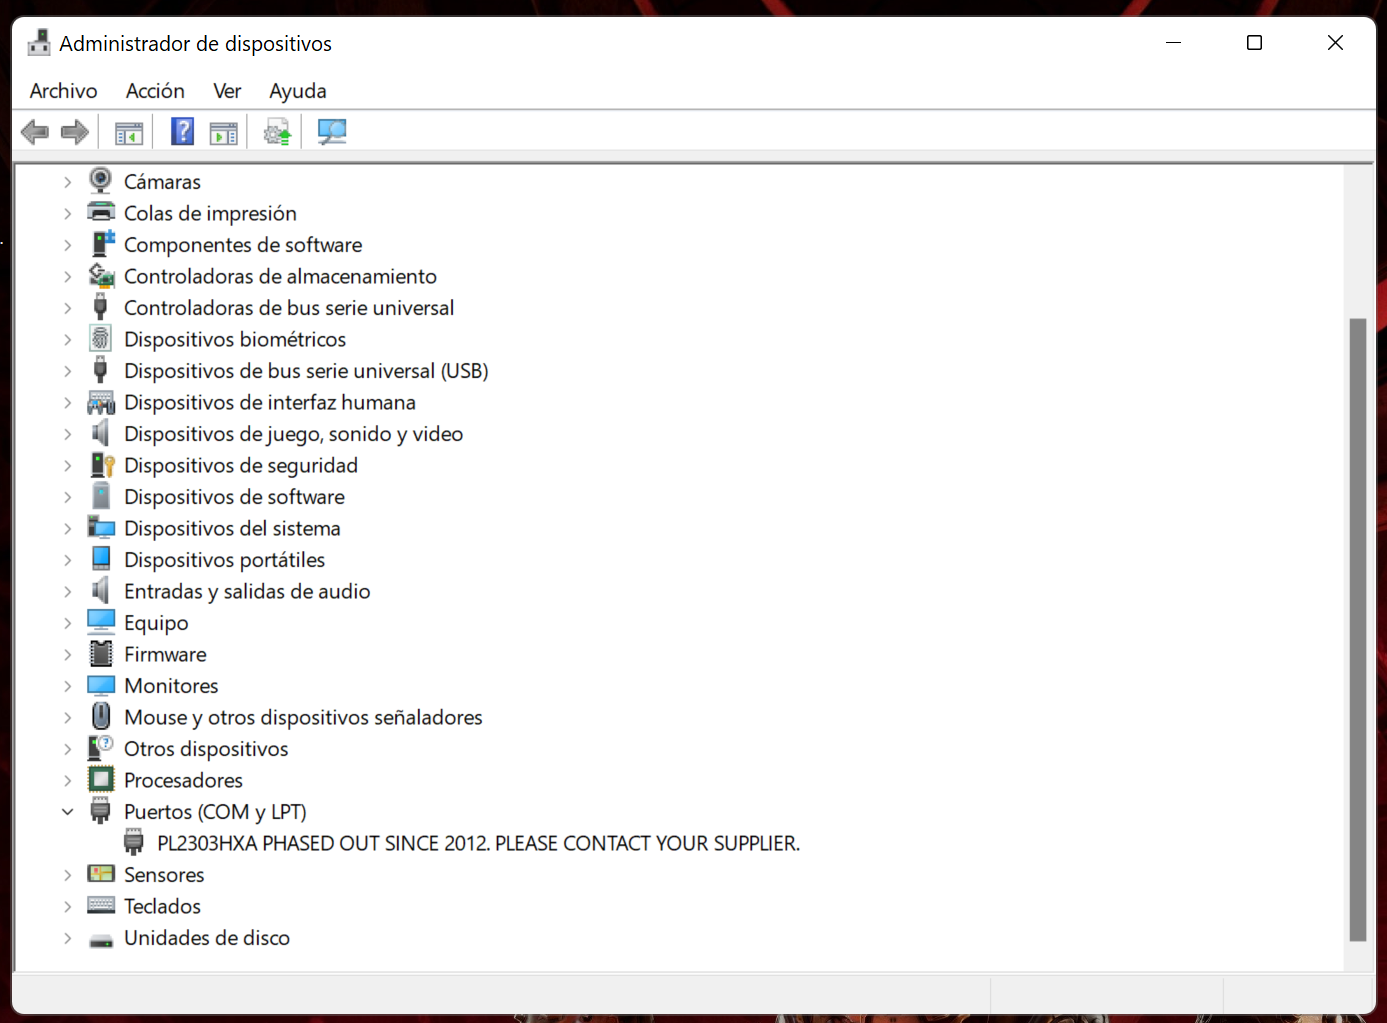 Administrador de dispositivos
Archivo Acción Ver Ayuda
Cámaras
Colas de impresión
Componentes de software
Controladoras de almacenamiento
Controladoras de bus serie universal
Dispositivos biométricos
Dispositivos de bus serie universal (USB)
Dispositivos de interfaz humana
Dispositivos de juego, sonido y video
Dispositivos de seguridad
Dispositivos de software
Dispositivos del sistema
Dispositivos portátiles
Entradas y salidas de audio
Equipo
Firmware
Monitores
Mouse y otros dispositivos señaladores
Otros dispositivos
Procesadores
Puertos (COM y LPT)
PL2303HXA PHASED OUT SINCE 2012. PLEASE CONTACT YOUR SUPPLIER.
Sensores
Teclados
Unidades de disco